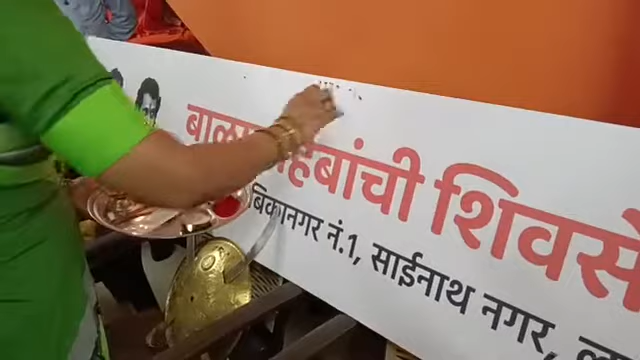 बाळासाहेबांची शिवसे
बिकानगर नं.1, साईनाथ नगर,